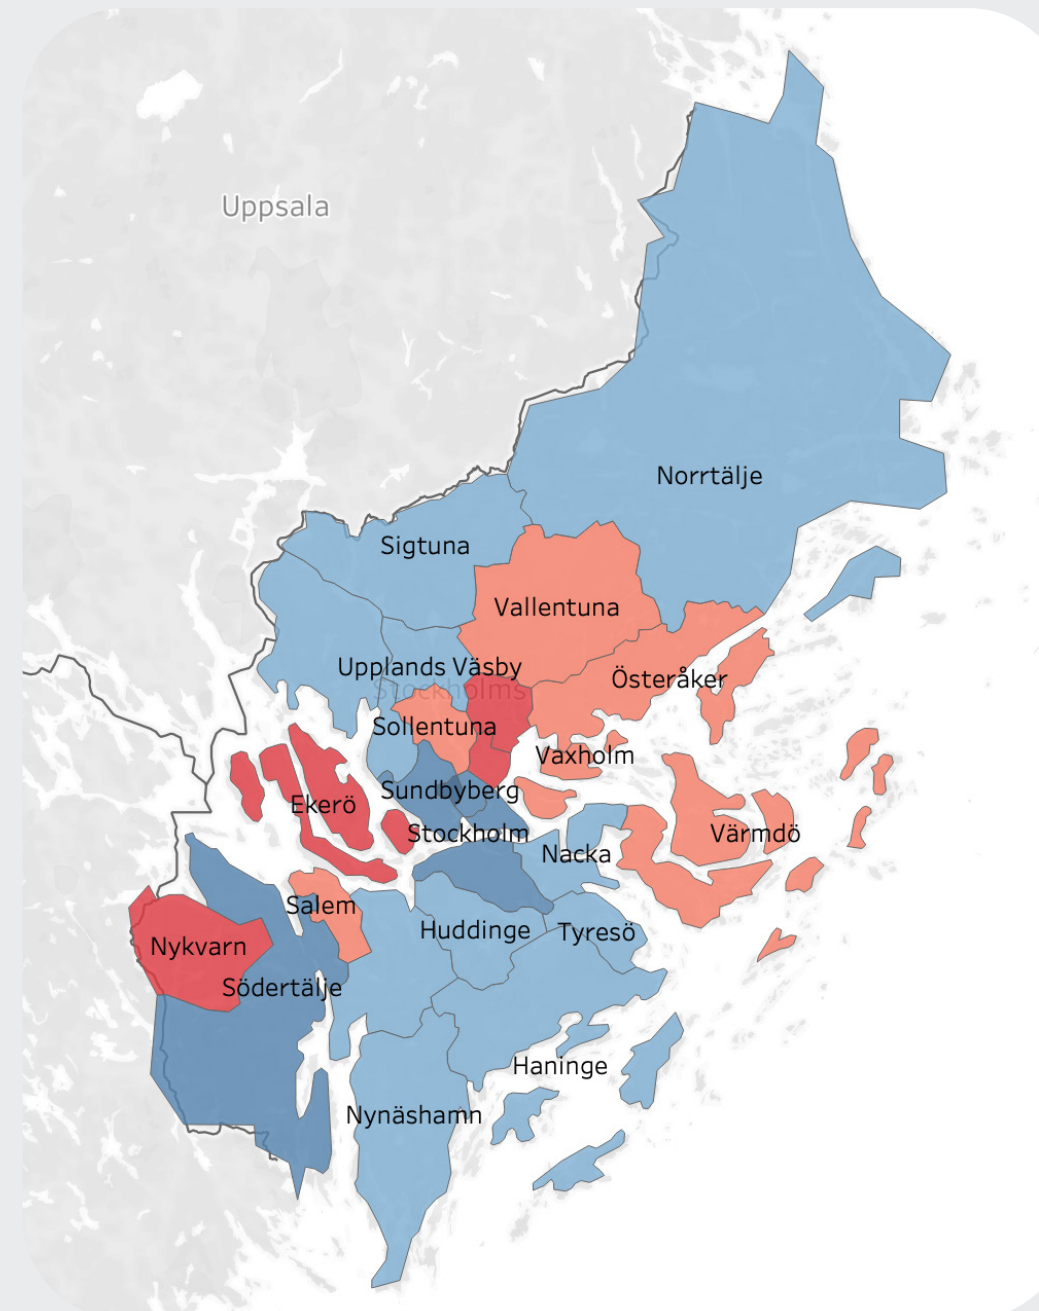 Uppsala
Norrtälje
Sigtuna
Vallentuna
Upplands Väsby
Österåker
Stockholms
Sollentuna
Vaxholm
Sundbyberg
Ekerö
Stockholm
Värmdö
Nacka
Salem
Huddinge
Tyresö
Nykvarn
Södertälje
Haninge
Nynäshamn